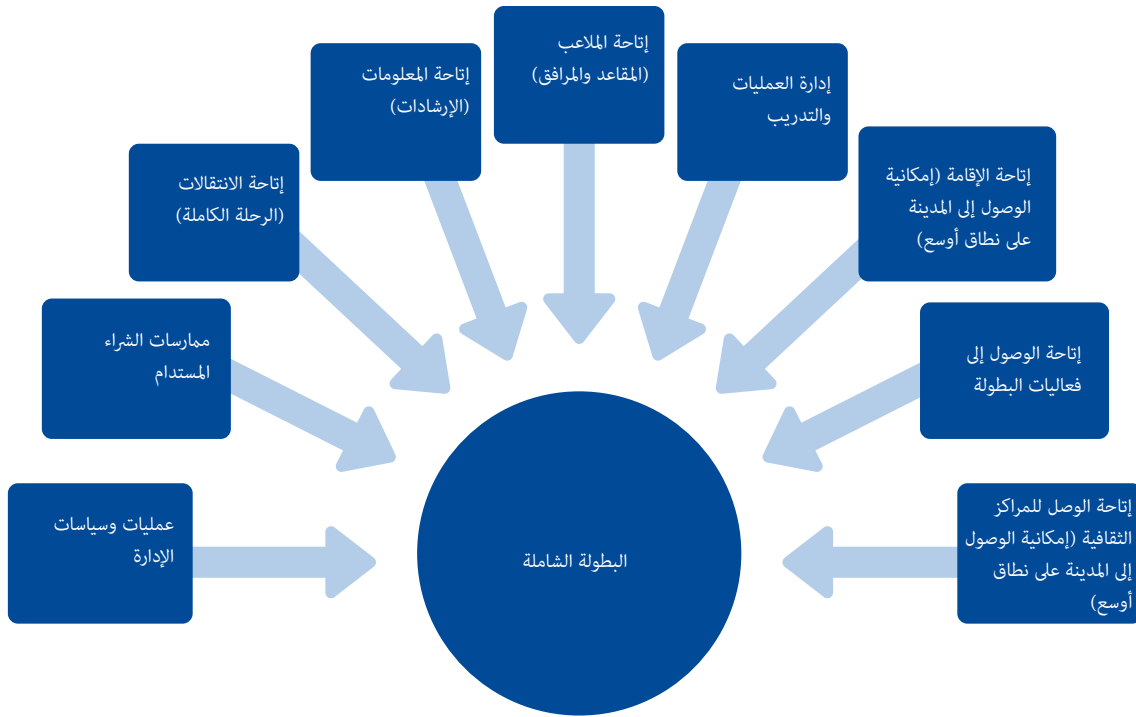 إتاحة الملاعب
(المقاعد والمرافق)
إدارة العمليات
والتدريب
إتاحة المعلومات
(الإرشادات)
إتاحة الإقامة (إمكانية
الوصول إلى المدينة
على نطاق أوسع)
إتاحة الانتقالات
(الرحلة الكاملة)
إتاحة الوصول إلى
فعاليات البطولة
ممارسات الشراء
المستدام
إتاحة الوصل للمراكز
الثقافية (إمكانية الوصول
إلى المدينة على نطاق
أوسع)
عمليات وسياسات
الإدارة
البطولة الشاملة